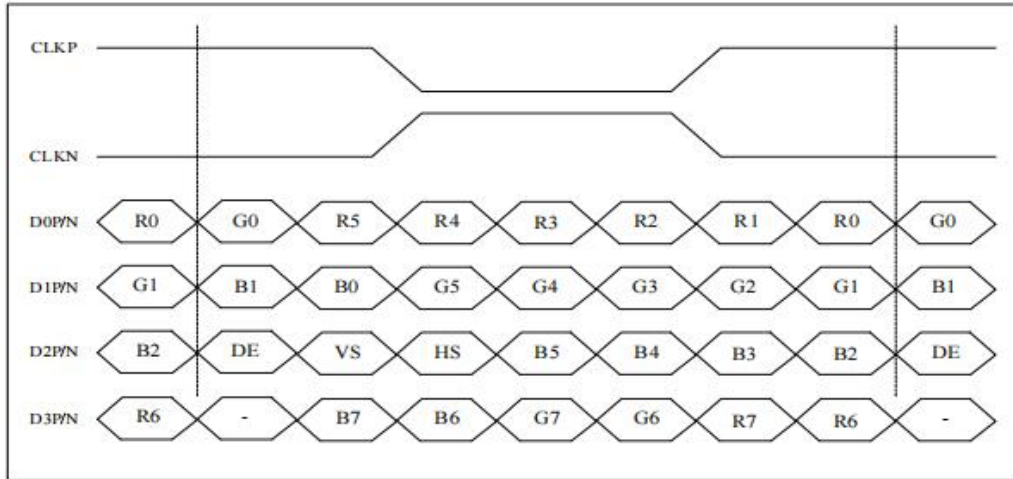 CLKP
CLKN
D0P/N R0 G0 R5 R4 R3 R2 R1 R0 G0
D1P/N G1 B1 B0 G5 G4 G3 G2 G1 B1
D2P/N B2 DE VS HS B5 B4 B3 B2 DE
D3P/N R6 - B7 B6 G7 G6 R7 R6 -